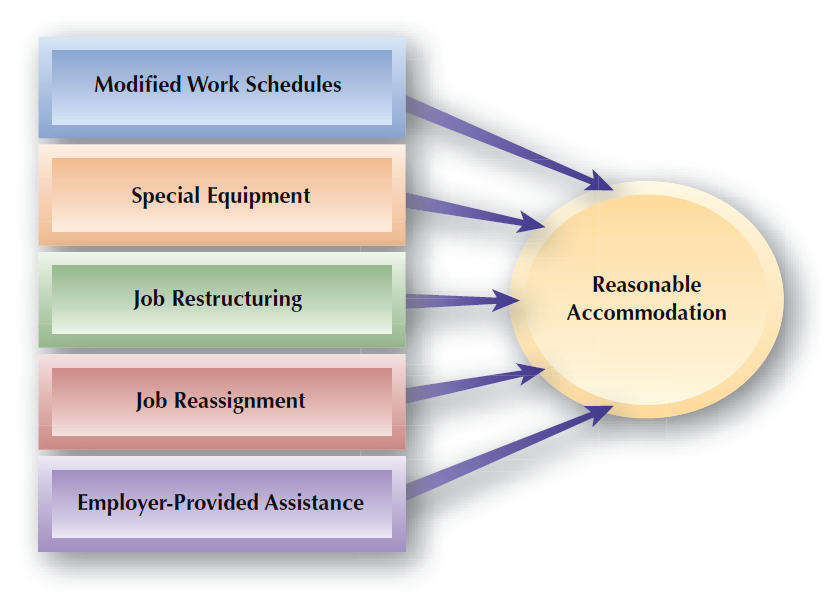 Modified Work Schedules
Special Equipment
Job Restructuring
Job Reassignment
Employer-Provided Assistance
Reasonable
Accommodation